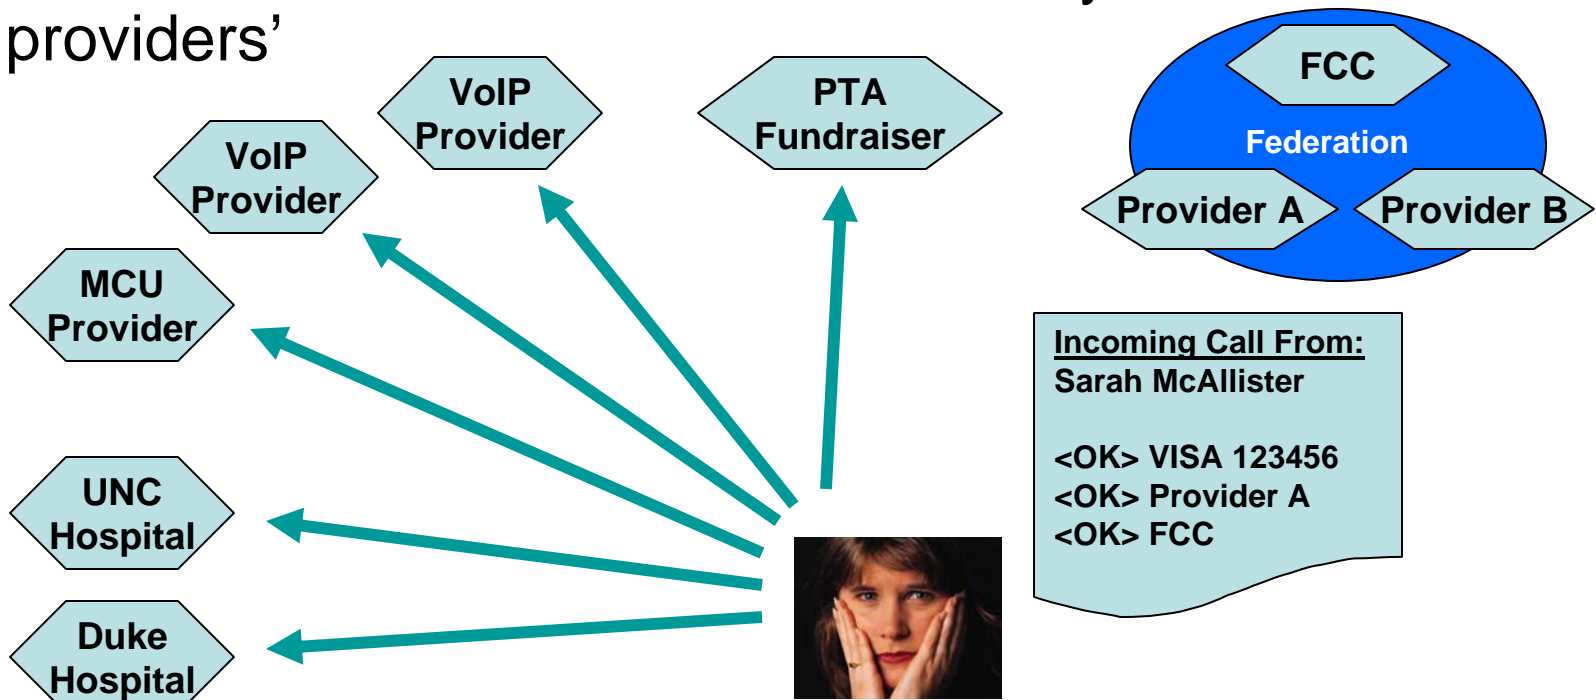 providers’
VoIP
Provider
PTA
Fundraiser
FCC
Federation
Provider A
Provider B
VoIP
Provider
MCU
Provider
Incoming Call From:
Sarah McAllister
<OK> VISA 123456
<OK> Provider A
<OK> FCC
UNC
Hospital
Duke
Hospital